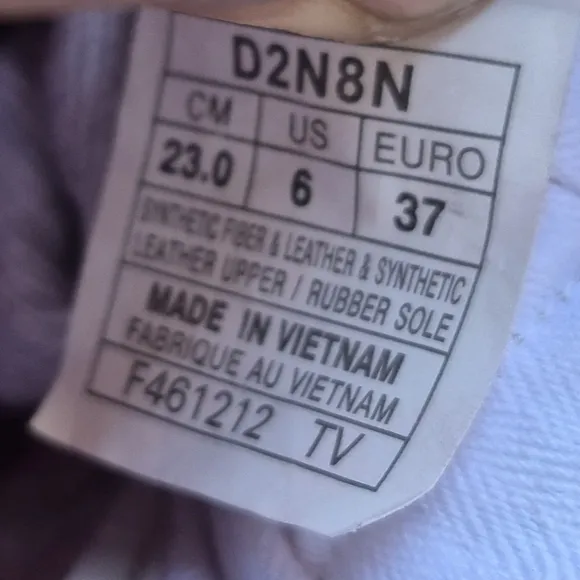 D2N8N
CM US EURO
23.0 6 37
SYNTHETIC FIBER & LEATHER & SYNTHETIC
LEATHER UPPER / RUBBER SOLE
MADE IN VIETNAM
FABRIQUE AU VIETNAM
F461212 TV